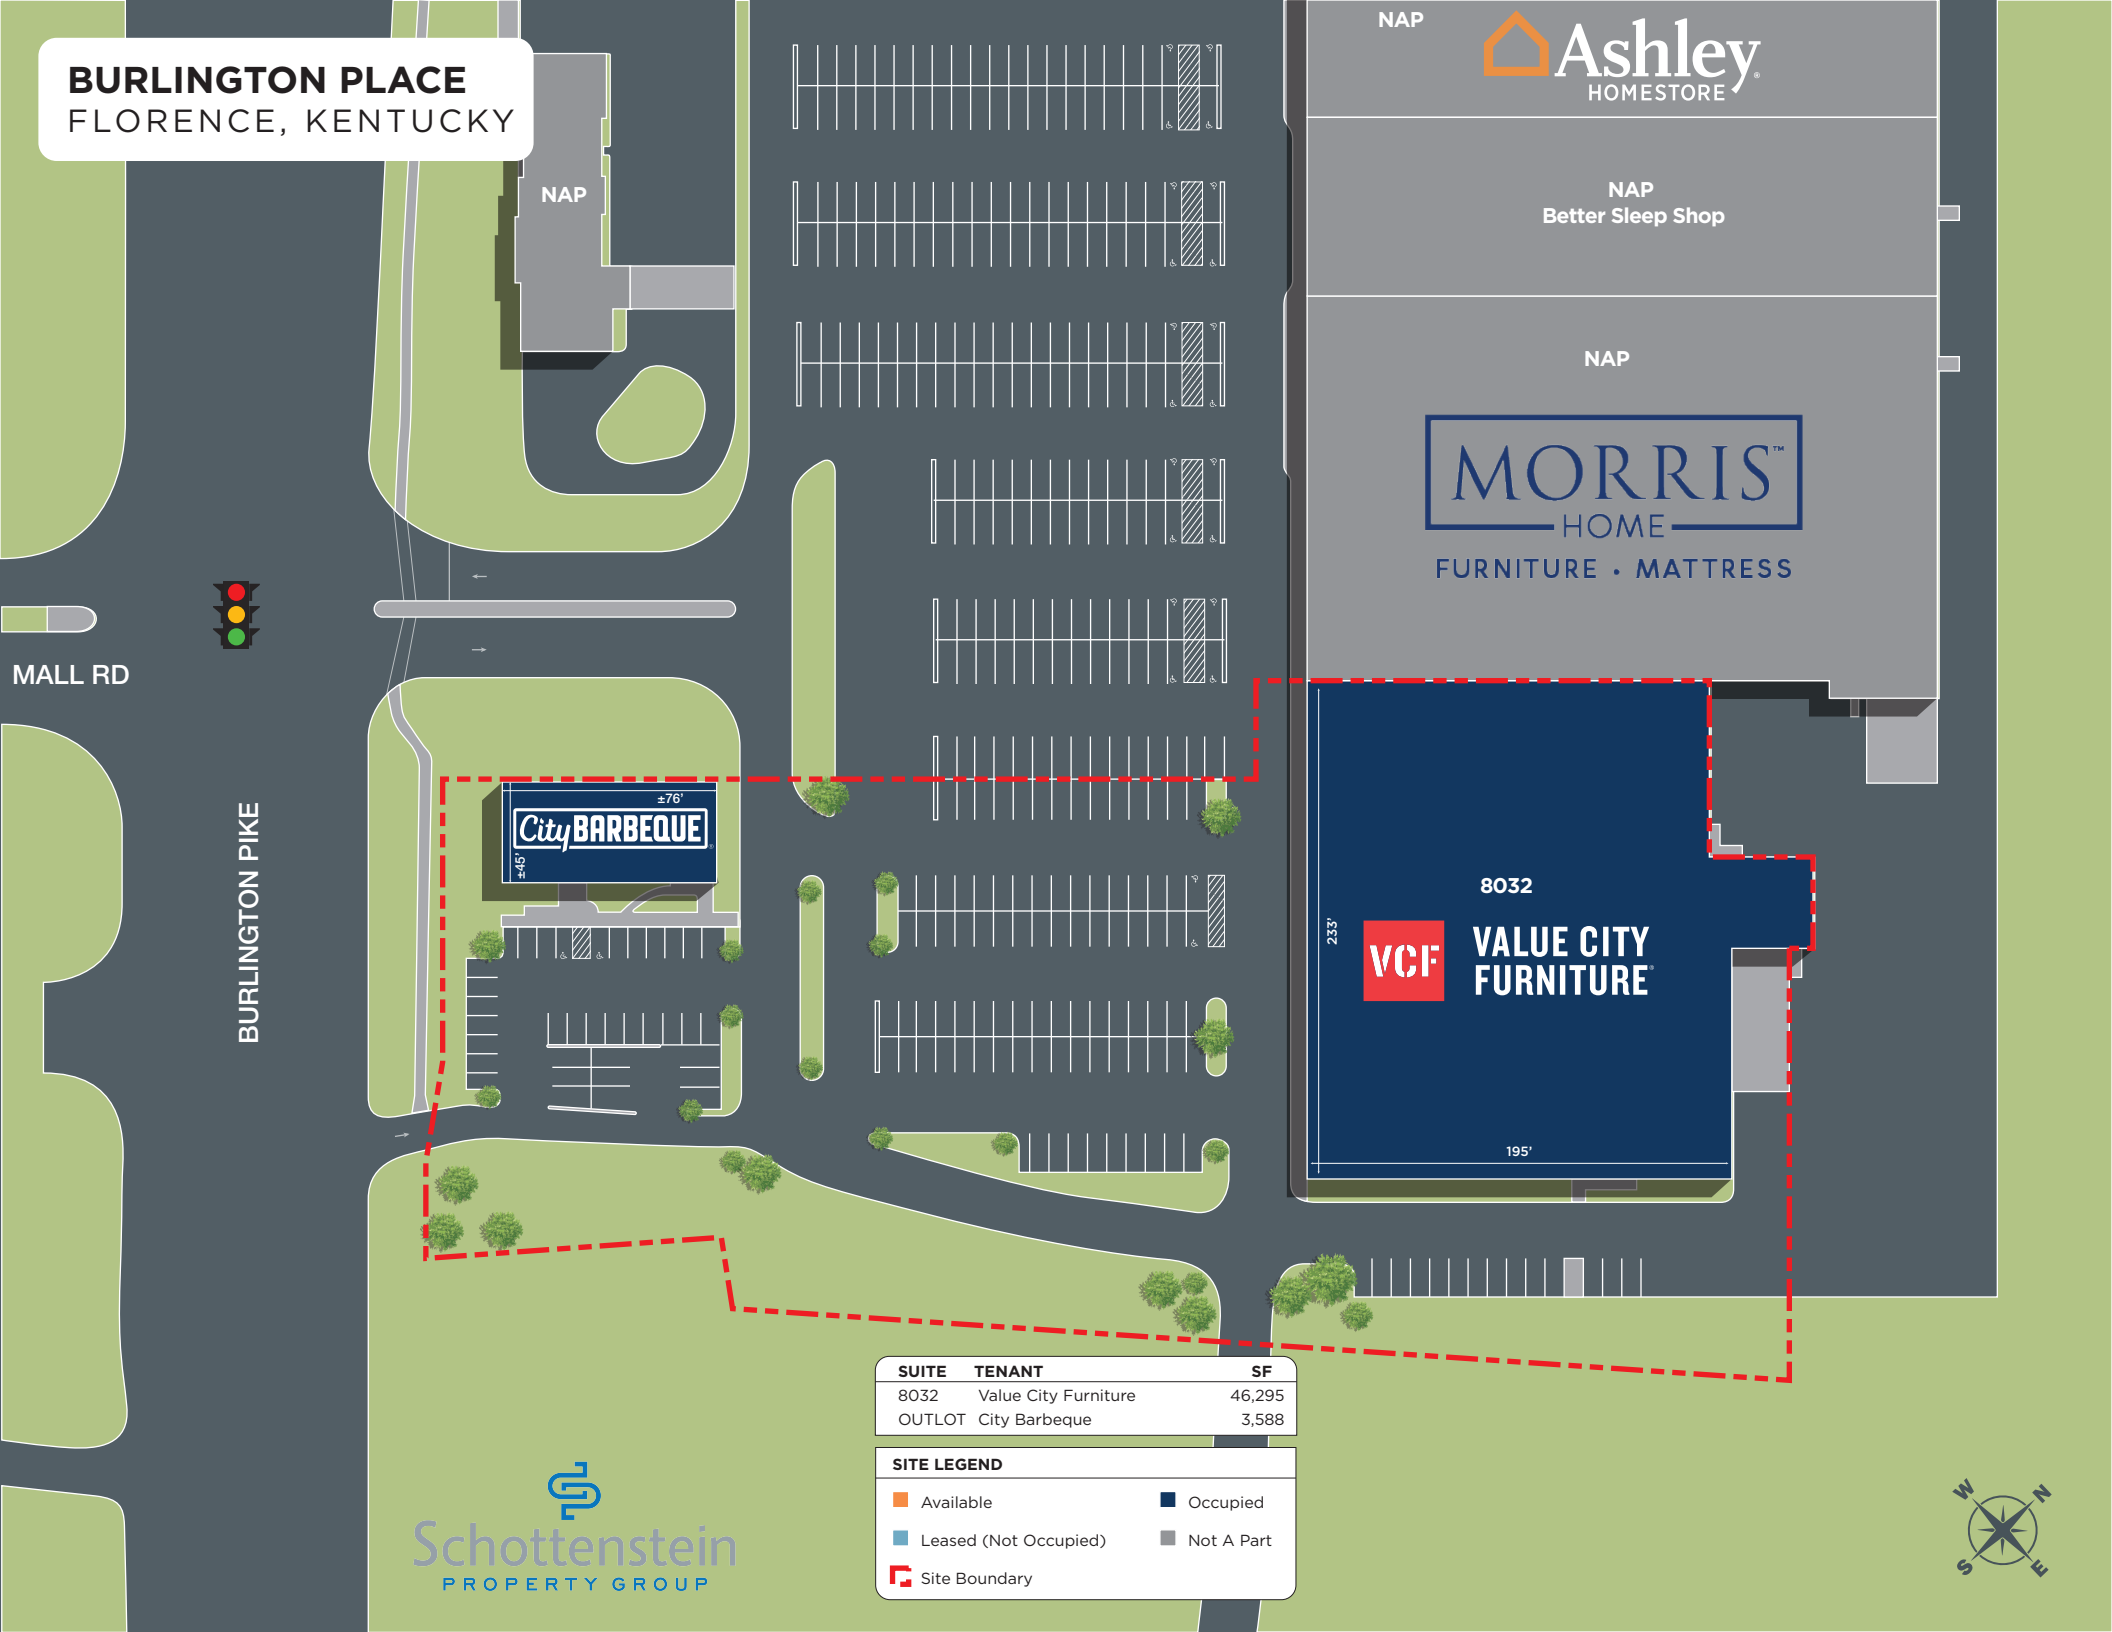 BURLINGTON PLACE
FLORENCE, KENTUCKY
NAP
Ashley
HOMESTORE
NAP
NAP
Better Sleep Shop
NAP
MORRIS™
HOME
FURNITURE • MATTRESS
MALL RD
BURLINGTON PIKE
±76'
City BARBEQUE
±45'
8032
233'
VCF
VALUE CITY
FURNITURE
195'
SUITE TENANT SF
8032 Value City Furniture 46,295
OUTLOT City Barbeque 3,588
SITE LEGEND
Available
Occupied
Leased (Not Occupied)
Not A Part
Site Boundary
Schottenstein
PROPERTY GROUP
W
N
S
E